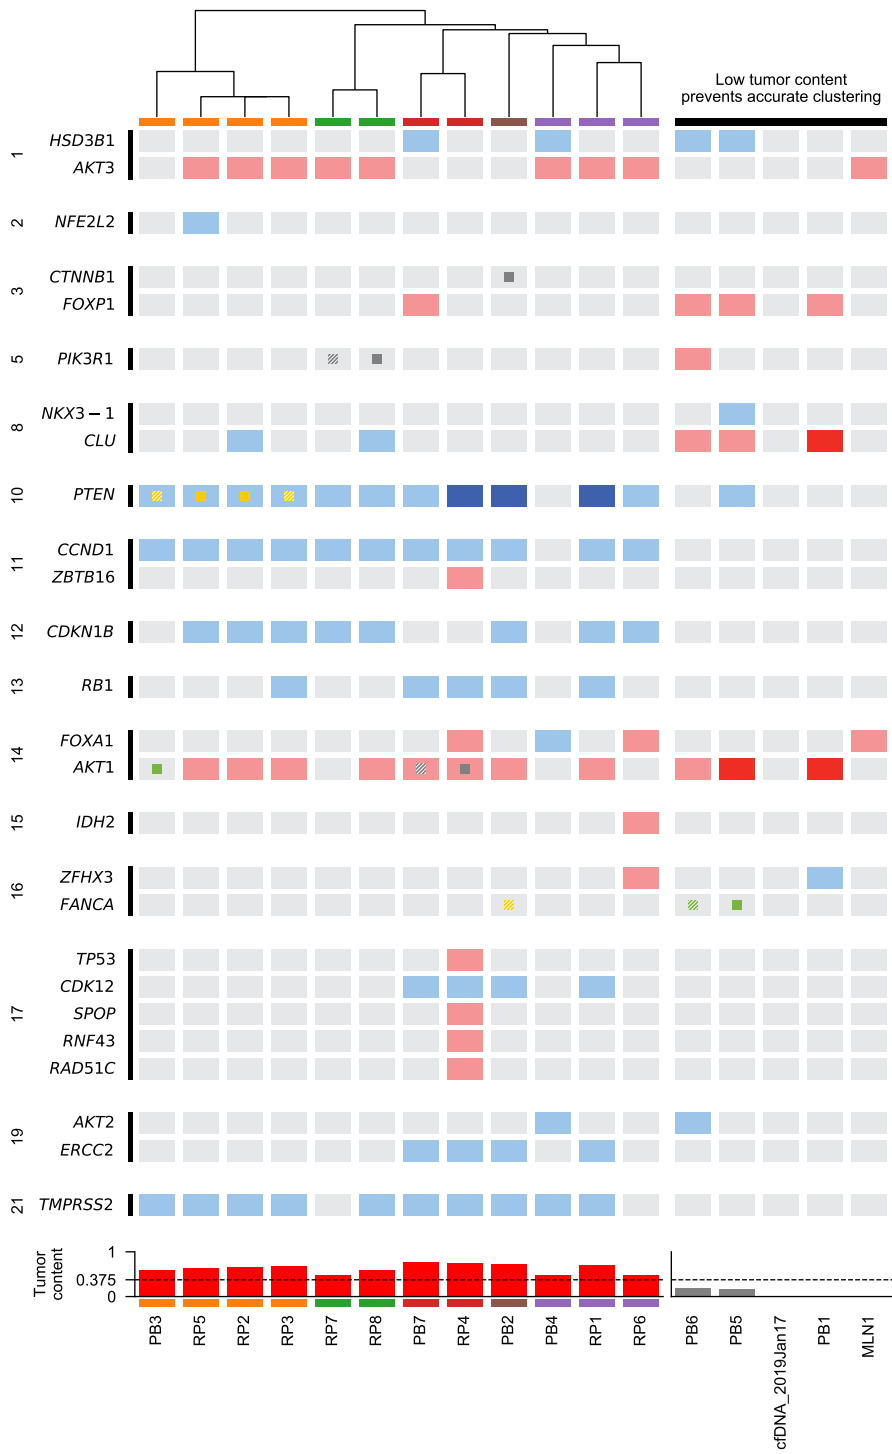 Low tumor content
prevents accurate clustering
1
HSD3B1
AKT3
2
NFE2L2
3
CTNNB1
FOXP1
5
PIK3R1
8
NKX3 − 1
CLU
10
PTEN
11
CCND1
ZBTB16
12
CDKN1B
13
RB1
14
FOXA1
AKT1
15
IDH2
16
ZFHX3
FANCA
17
TP53
CDK12
SPOP
RNF43
RAD51C
19
AKT2
ERCC2
21
TMPRSS2
Tumor
content
1
0.375
0
PB3
RP5
RP2
RP3
RP7
RP8
PB7
RP4
PB2
PB4
RP1
RP6
PB6
PB5
cfDNA_2019Jan17
PB1
MLN1